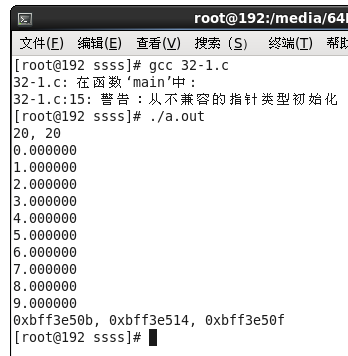 root@192:/media/64
文件(F) 编辑(E) 查看(V) 搜索 (S) 终端(T) 帮助
[root@192 ssss]# gcc 32-1.c
32-1.c: 在函数‘main’中:
32-1.c:15: 警告：从不兼容的指针类型初始化
[root@192 ssss]# ./a.out
20, 20
0.000000
1.000000
2.000000
3.000000
4.000000
5.000000
6.000000
7.000000
8.000000
9.000000
0xbff3e50b, 0xbff3e514, 0xbff3e50f
[root@192 ssss]#